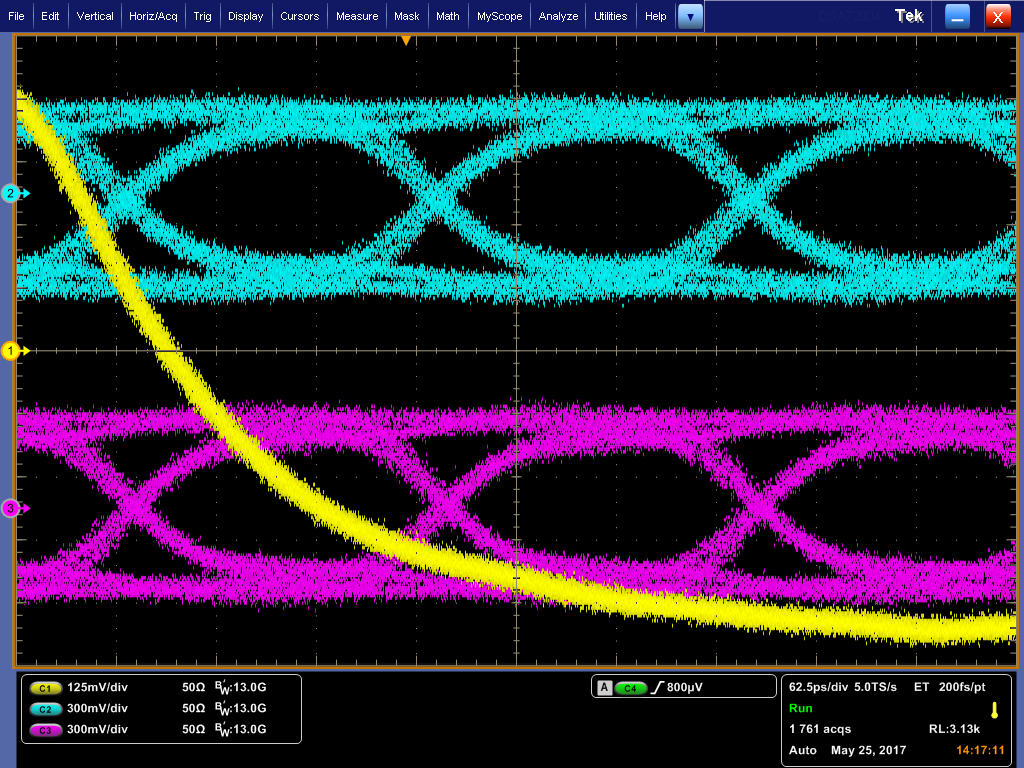 File Edit Vertical Horiz/Acq Trig Display Cursors Measure Mask Math MyScope Analyze Utilities Help Tek X
2
1
3
C1 125mV/div 50Ω B'W:13.0G
C2 300mV/div 50Ω B'W:13.0G
C3 300mV/div 50Ω B'W:13.0G
A C4 800µV
62.5ps/div 5.0TS/s ET 200fs/pt
Run
1 761 acqs RL:3.13k
Auto May 25, 2017 14:17:11